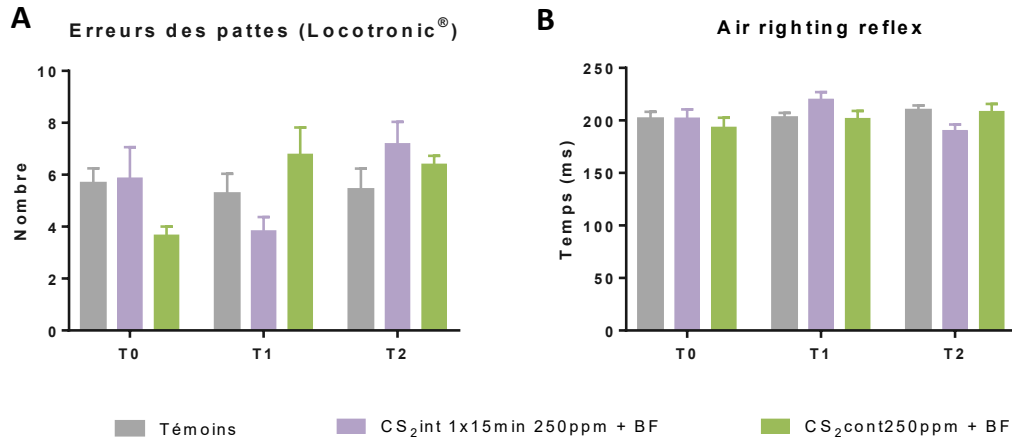 A
Erreurs des pattes (Locotronic®)
Nombre
10
8
6
4
2
0
T0 T1 T2
B
Air righting reflex
Temps (ms)
250
200
150
100
50
0
T0 T1 T2
Témoins CS₂int 1x15min 250ppm + BF CS₂cont250ppm + BF